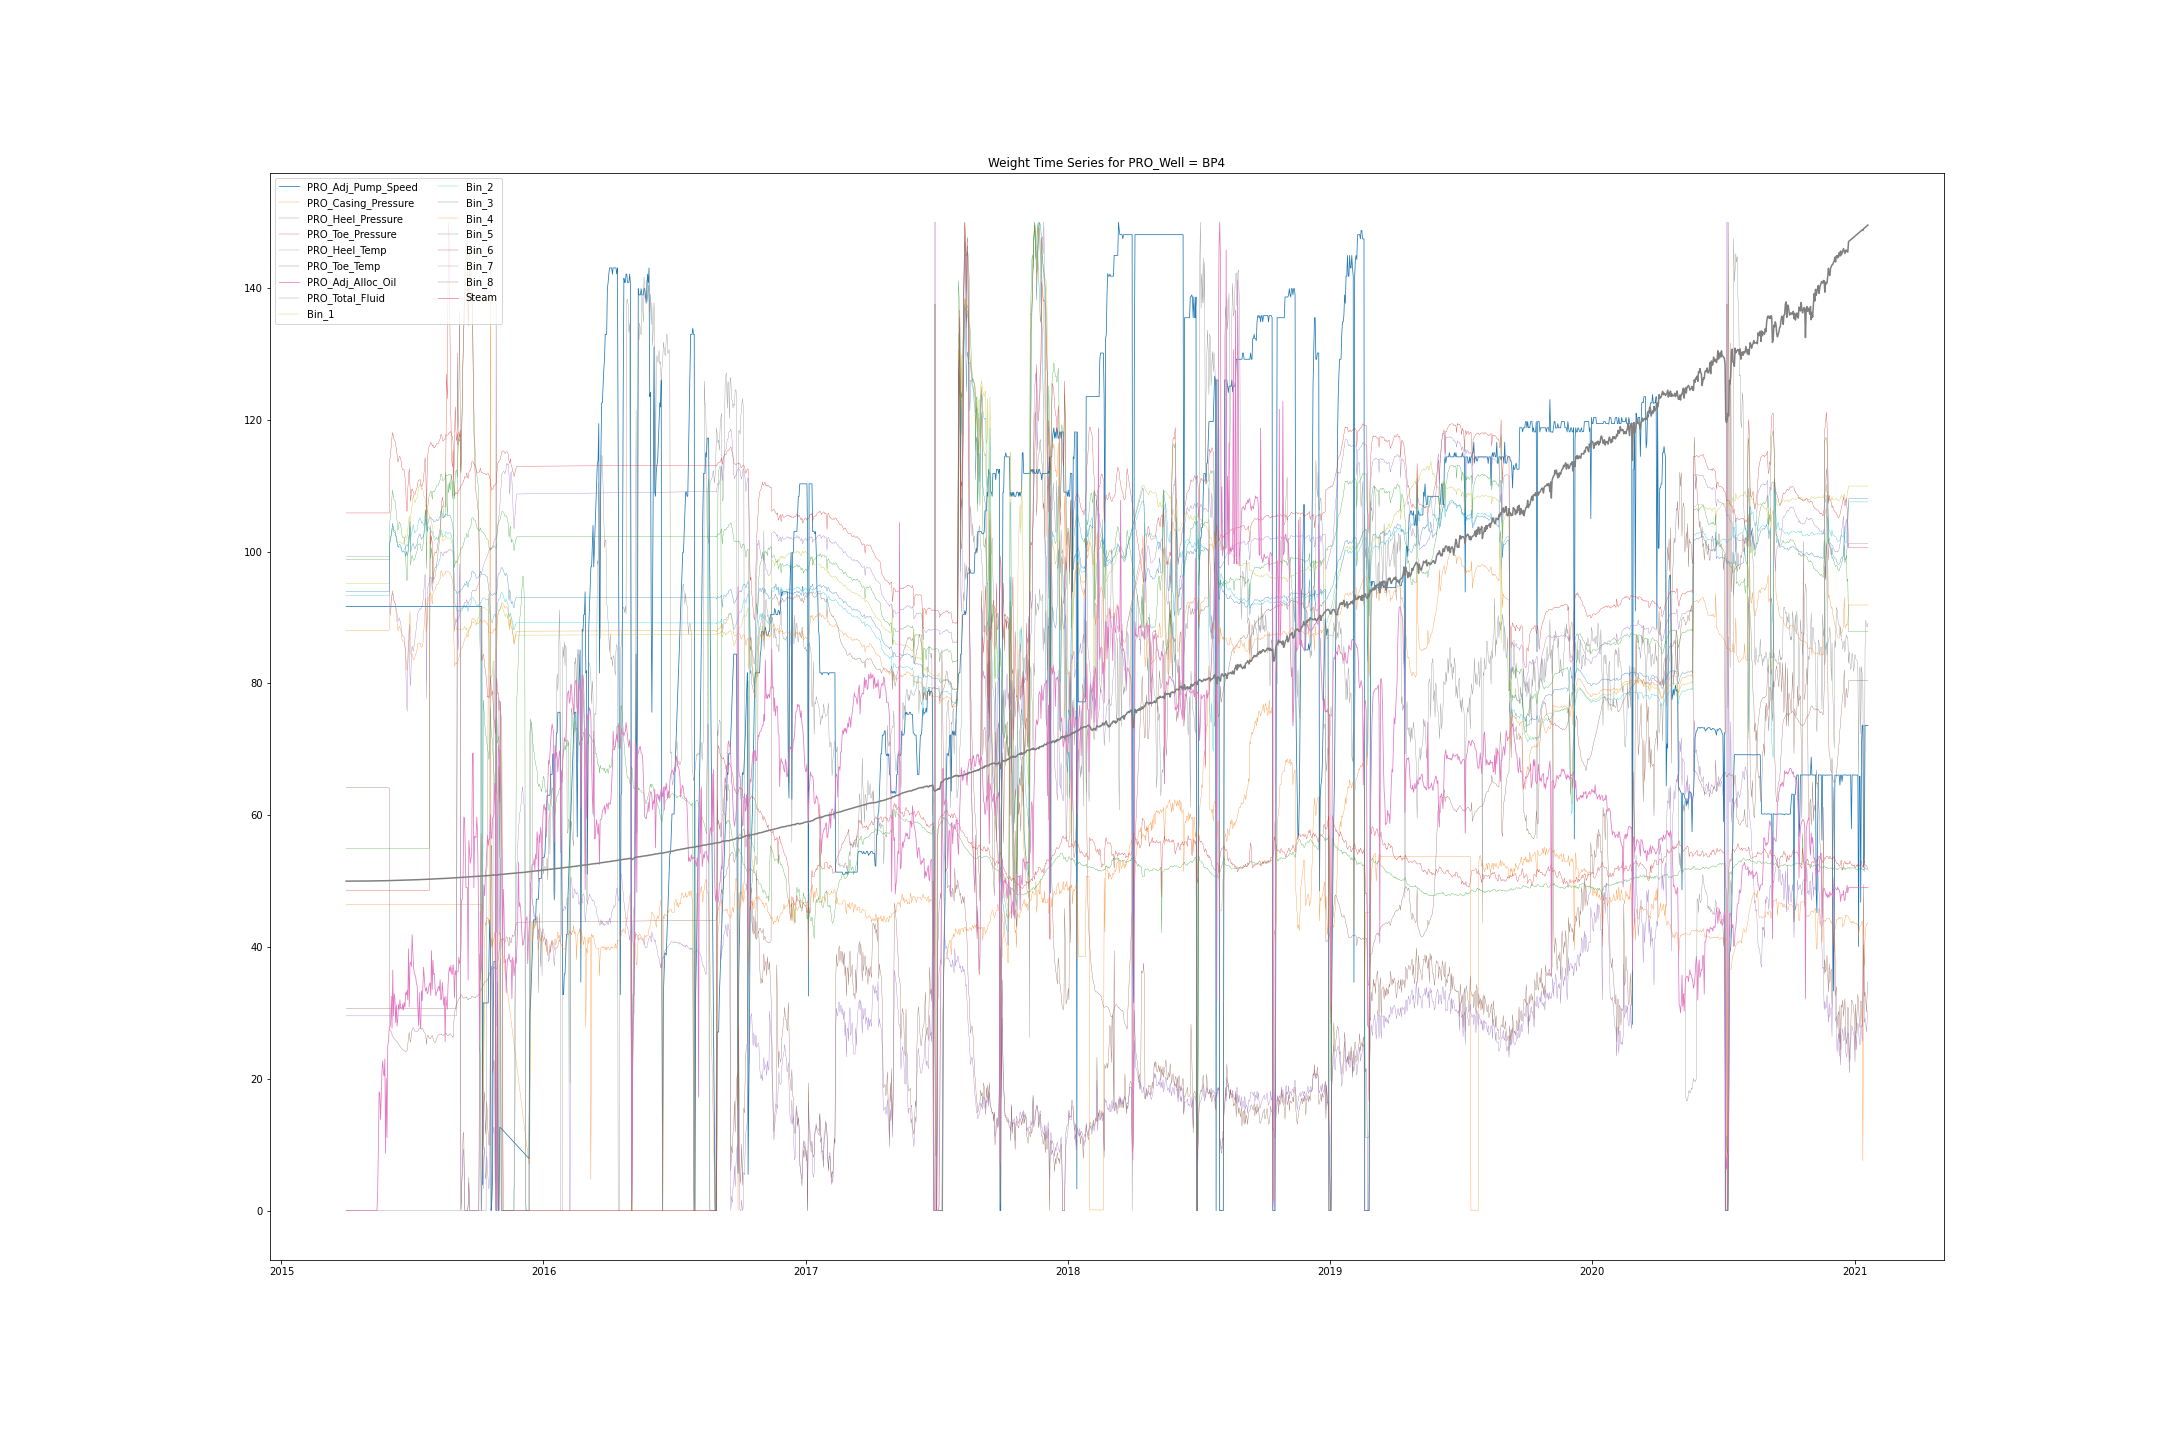 Weight Time Series for PRO_Well = BP4
PRO_Adj_Pump_Speed
PRO_Casing_Pressure
PRO_Heel_Pressure
PRO_Toe_Pressure
PRO_Heel_Temp
PRO_Toe_Temp
PRO_Adj_Alloc_Oil
PRO_Total_Fluid
Bin_1
Bin_2
Bin_3
Bin_4
Bin_5
Bin_6
Bin_7
Bin_8
Steam
140
120
100
80
60
40
20
0
2015 2016 2017 2018 2019 2020 2021